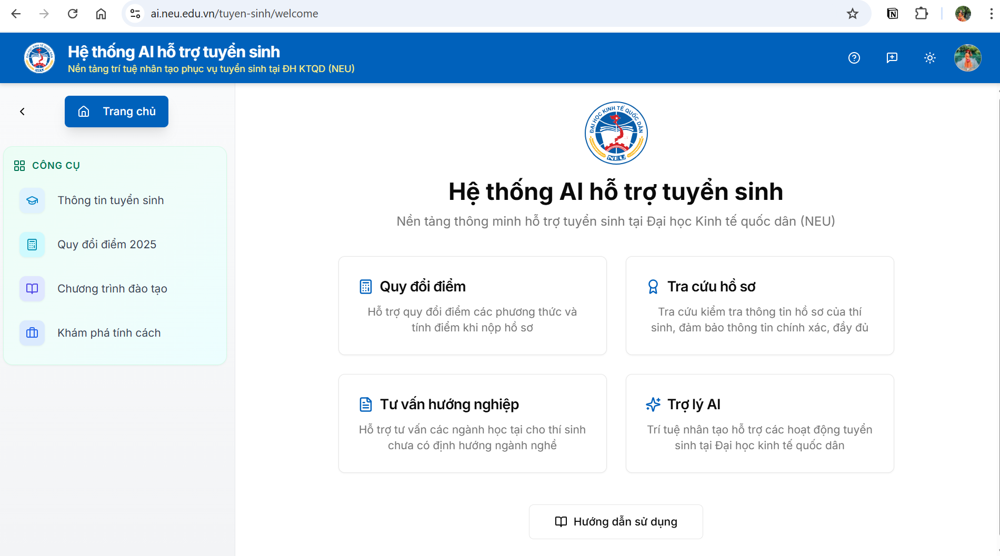 ai.neu.edu.vn/tuyen-sinh/welcome
Hệ thống AI hỗ trợ tuyển sinh
Nền tảng trí tuệ nhân tạo phục vụ tuyển sinh tại ĐH KTQD (NEU)
Trang chủ
CÔNG CỤ
Thông tin tuyển sinh
Quy đổi điểm 2025
Chương trình đào tạo
Khám phá tính cách
ĐẠI HỌC KINH TẾ QUỐC DÂN
NEU
Hệ thống AI hỗ trợ tuyển sinh
Nền tảng thông minh hỗ trợ tuyển sinh tại Đại học Kinh tế quốc dân (NEU)
Quy đổi điểm
Hỗ trợ quy đổi điểm các phương thức và
tính điểm khi nộp hồ sơ
Tra cứu hồ sơ
Tra cứu kiểm tra thông tin hồ sơ của thí
sinh, đảm bảo thông tin chính xác, đầy đủ
Tư vấn hướng nghiệp
Hỗ trợ tư vấn các ngành học tại cho thí sinh
chưa có định hướng ngành nghề
Trợ lý AI
Trí tuệ nhân tạo hỗ trợ các hoạt động tuyển
sinh tại Đại học kinh tế quốc dân
Hướng dẫn sử dụng